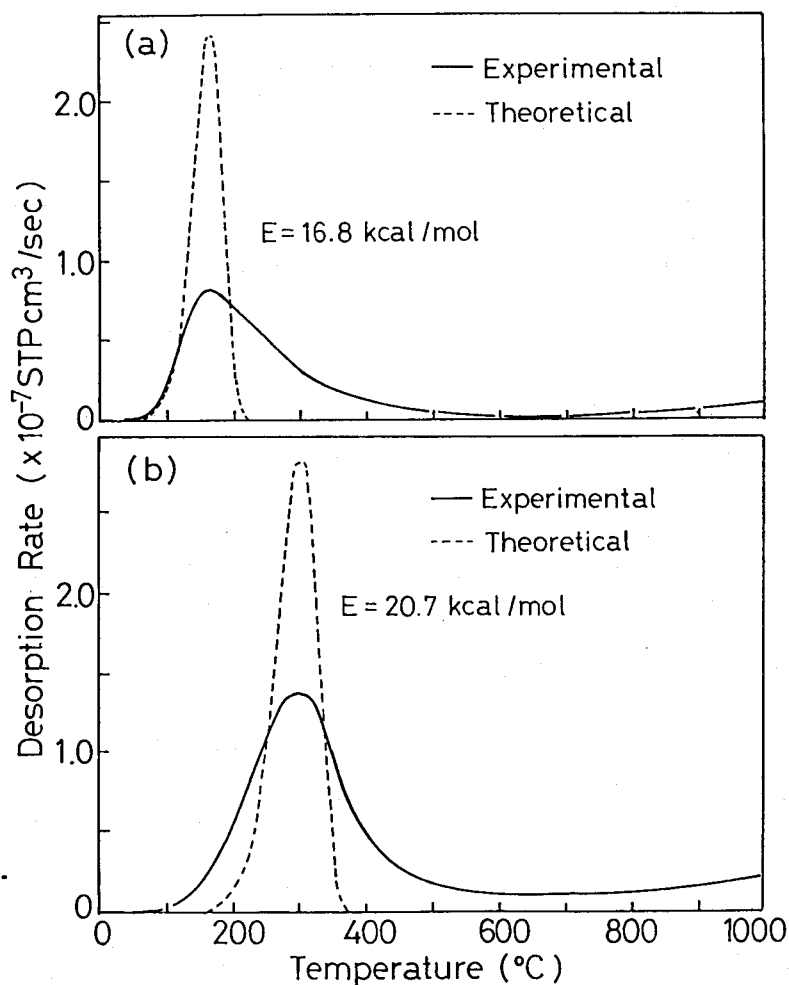 (a)
Experimental
Theoretical
E = 16.8 kcal/mol
2.0
1.0
0
(b)
Experimental
Theoretical
E = 20.7 kcal/mol
2.0
1.0
0
Desorption Rate (x10⁻⁷STPcm³/sec)
0 200 400 600 800 1000
Temperature (°C)